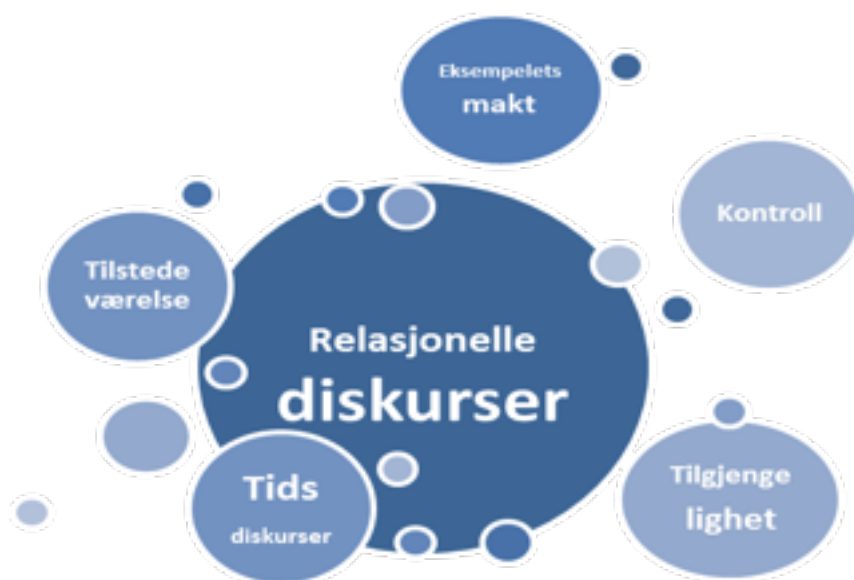 Eksempelets
makt
Kontroll
Tilstede
værelse
Relasjonelle
diskurser
Tilgjenge
lighet
Tids
diskurser